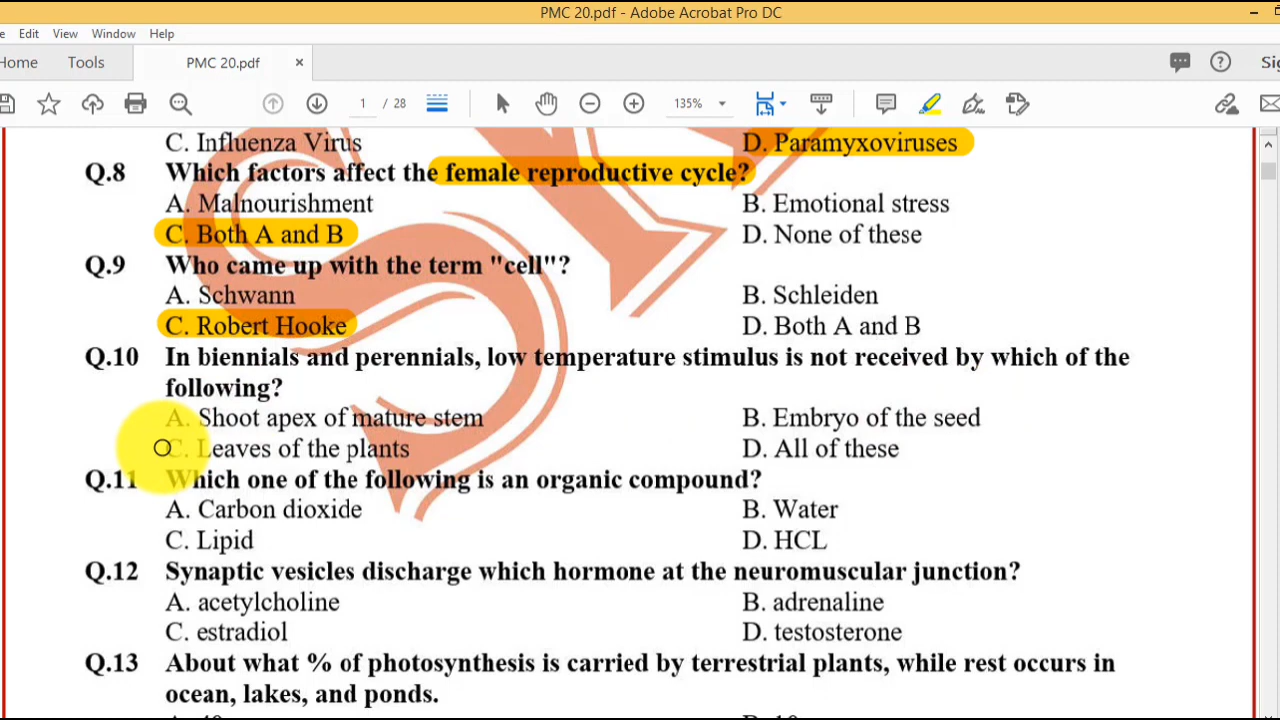 PMC 20.pdf - Adobe Acrobat Pro DC
Edit View Window Help
Home Tools PMC 20.pdf ×
1 / 28 135%
C. Influenza Virus D. Paramyxoviruses
Q.8 Which factors affect the female reproductive cycle?
A. Malnourishment B. Emotional stress
C. Both A and B D. None of these
Q.9 Who came up with the term "cell"?
A. Schwann B. Schleiden
C. Robert Hooke D. Both A and B
Q.10 In biennials and perennials, low temperature stimulus is not received by which of the
following?
A. Shoot apex of mature stem B. Embryo of the seed
C. Leaves of the plants D. All of these
Q.11 Which one of the following is an organic compound?
A. Carbon dioxide B. Water
C. Lipid D. HCL
Q.12 Synaptic vesicles discharge which hormone at the neuromuscular junction?
A. acetylcholine B. adrenaline
C. estradiol D. testosterone
Q.13 About what % of photosynthesis is carried by terrestrial plants, while rest occurs in
ocean, lakes, and ponds.